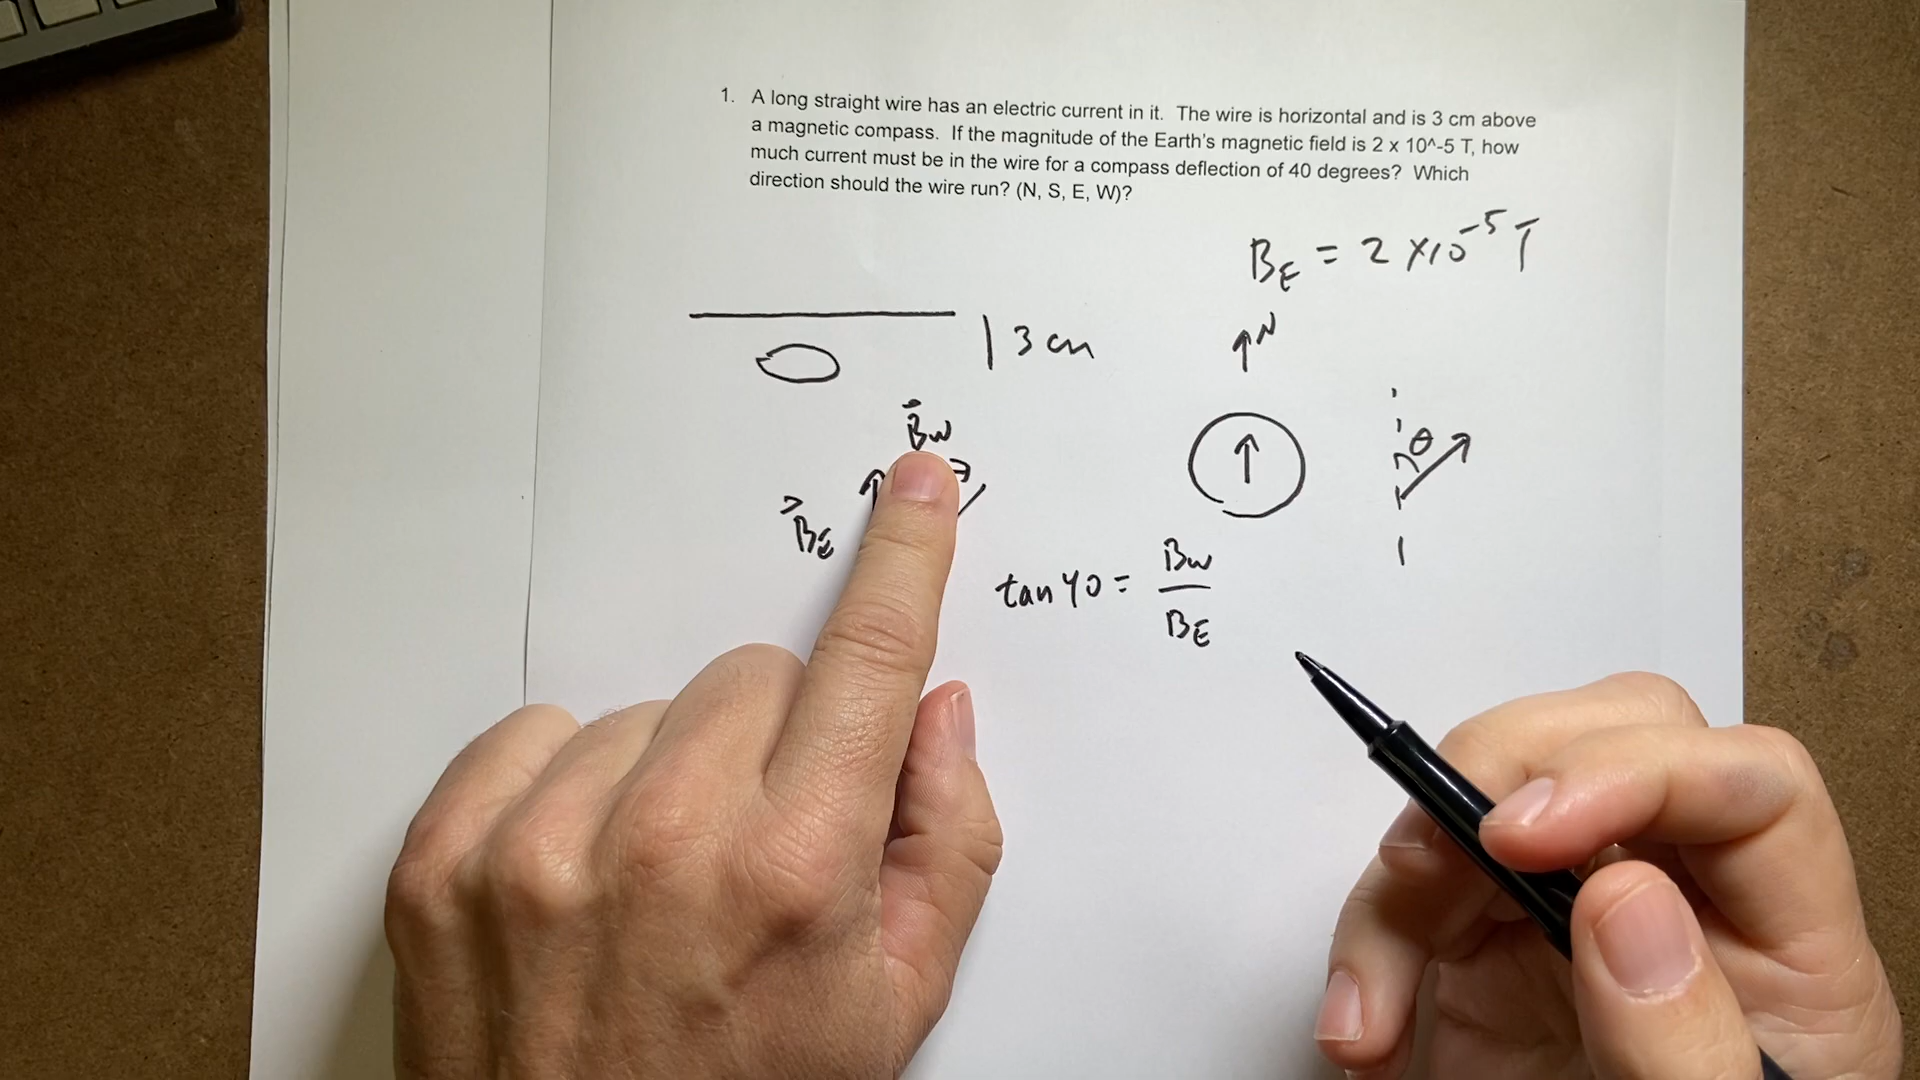 1. A long straight wire has an electric current in it. The wire is horizontal and is 3 cm above
a magnetic compass. If the magnitude of the Earth's magnetic field is 2 x 10^-5 T, how
much current must be in the wire for a compass deflection of 40 degrees? Which
direction should the wire run? (N, S, E, W)?
B_E = 2 × 10^-5 T
3 cm
N
B⃗w
θ
B⃗_E
tan 40 = Bw / B_E